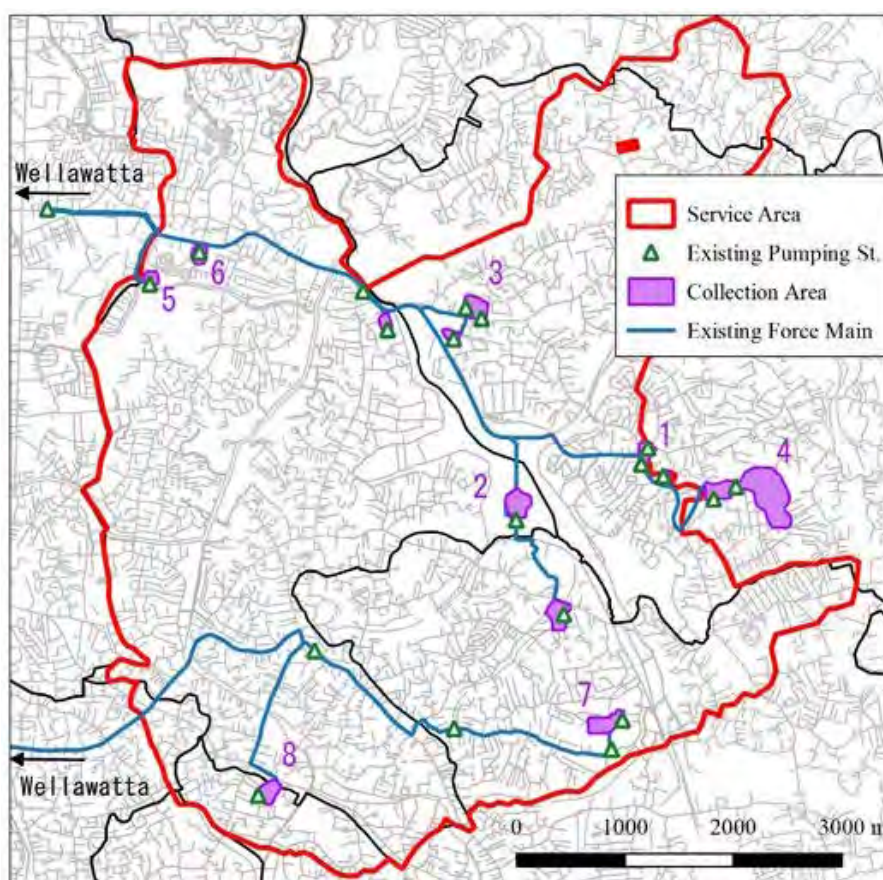 Wellawatta
Service Area
Existing Pumping St.
Collection Area
Existing Force Main
6
5
3
1
4
2
7
8
Wellawatta
0 1000 2000 3000 m